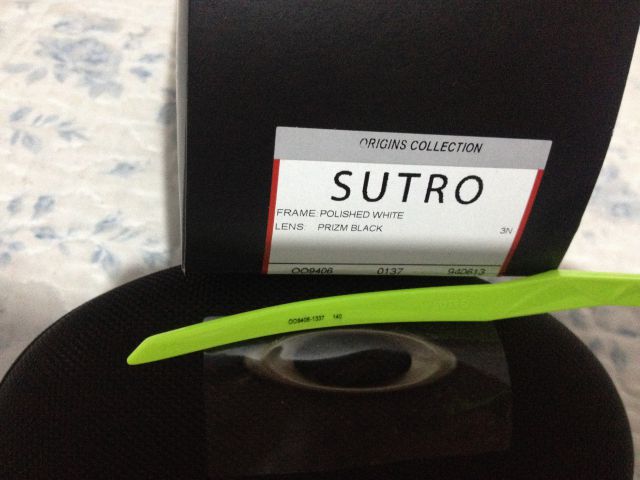 ORIGINS COLLECTION
SUTRO
FRAME: POLISHED WHITE
LENS: PRIZM BLACK 3N
OO9406 0137 940613
OO9406-1337 140